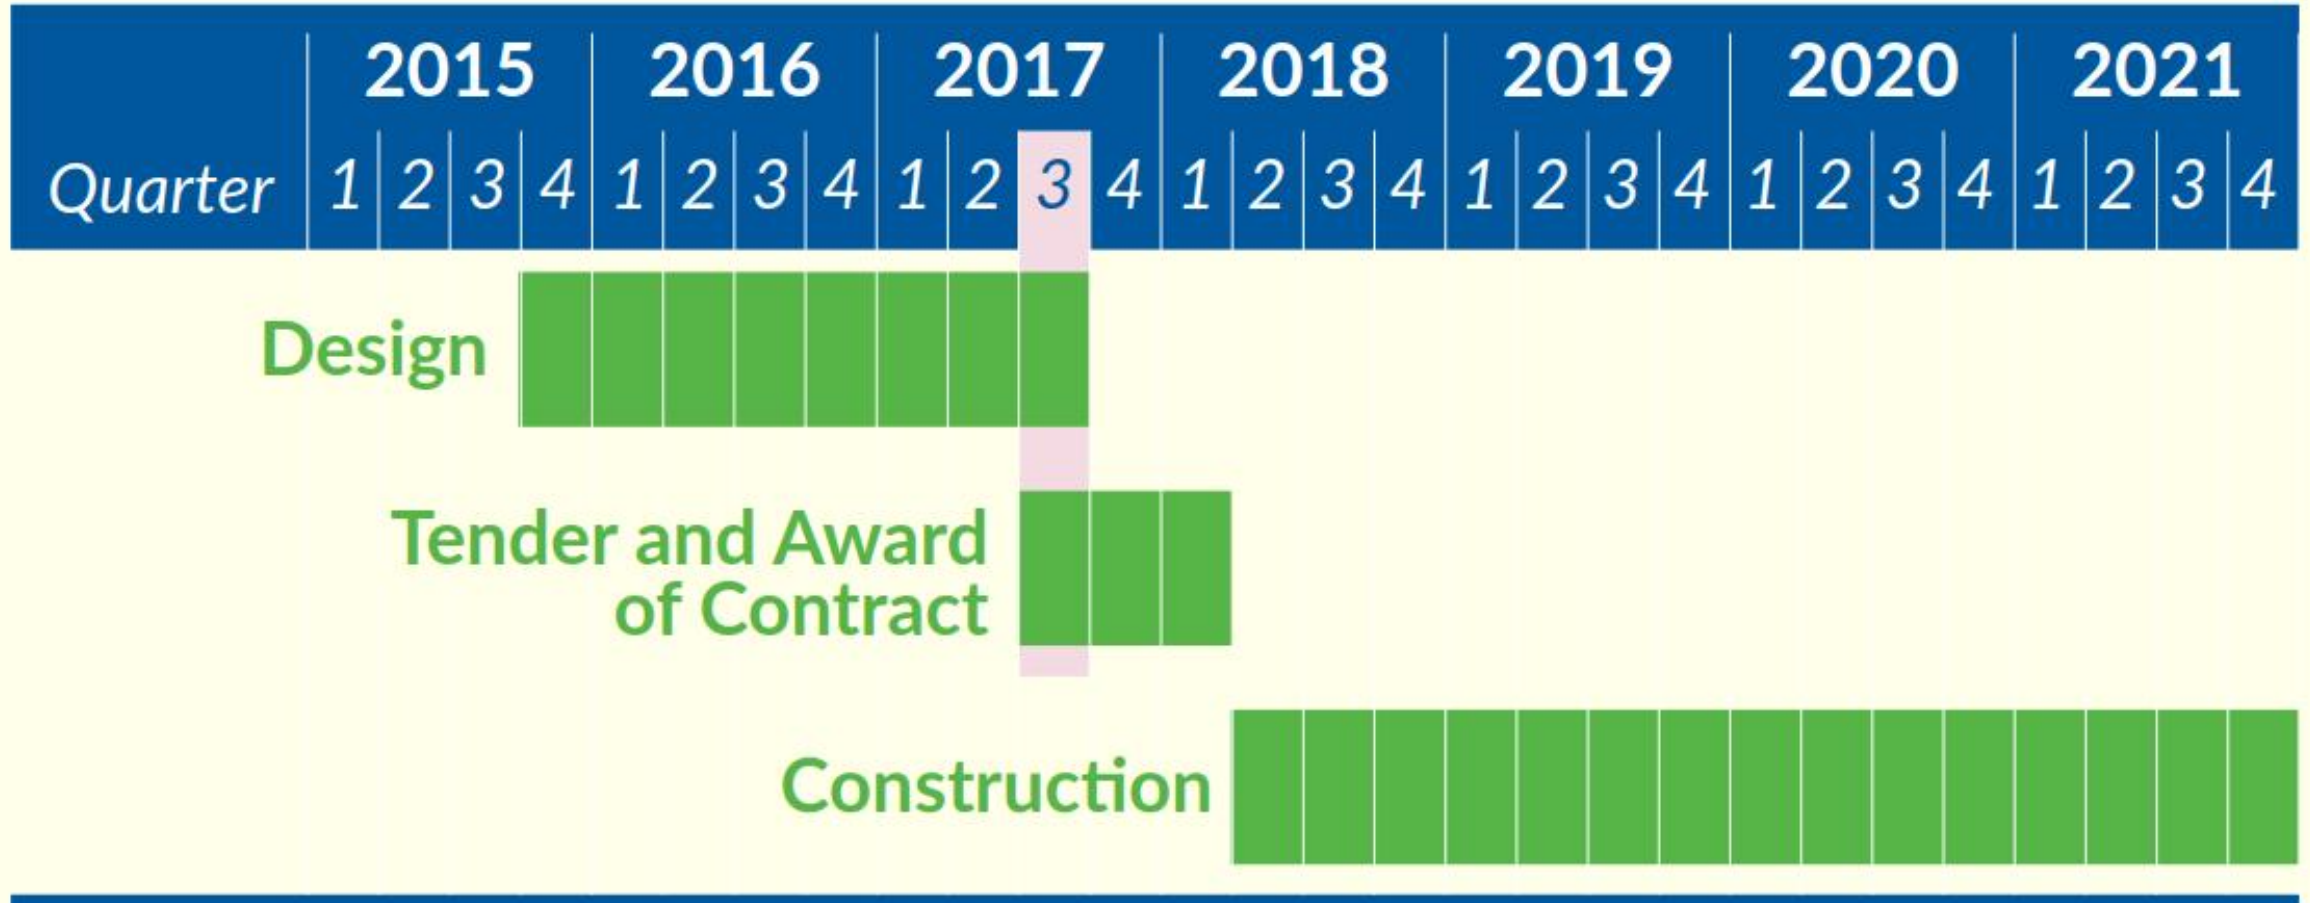 2015 2016 2017 2018 2019 2020 2021
Quarter 1 2 3 4 1 2 3 4 1 2 3 4 1 2 3 4 1 2 3 4 1 2 3 4 1 2 3 4
Design
Tender and Award
of Contract
Construction